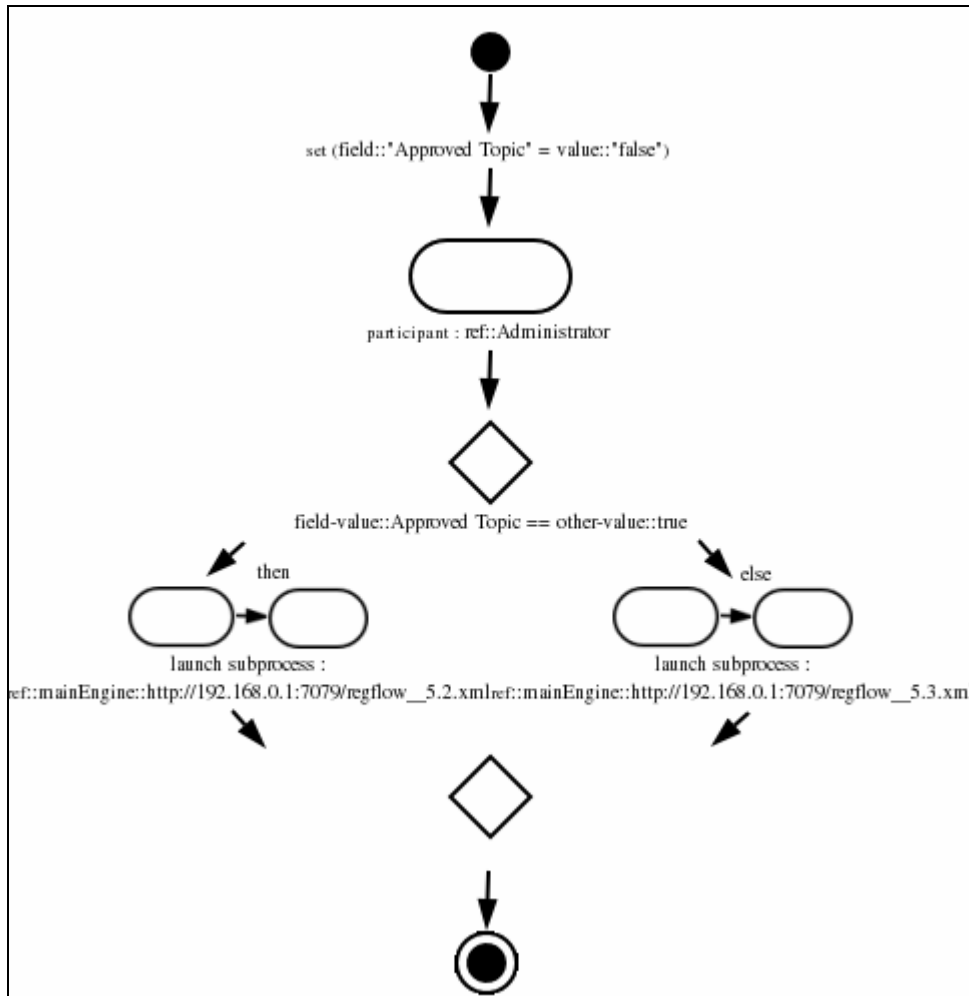 set (field::"Approved Topic" = value::"false")
participant : ref::Administrator
field-value::Approved Topic == other-value::true
then
else
launch subprocess :
launch subprocess :
ref::mainEngine::http://192.168.0.1:7079/regflow__5.2.xml
ref::mainEngine::http://192.168.0.1:7079/regflow__5.3.xml